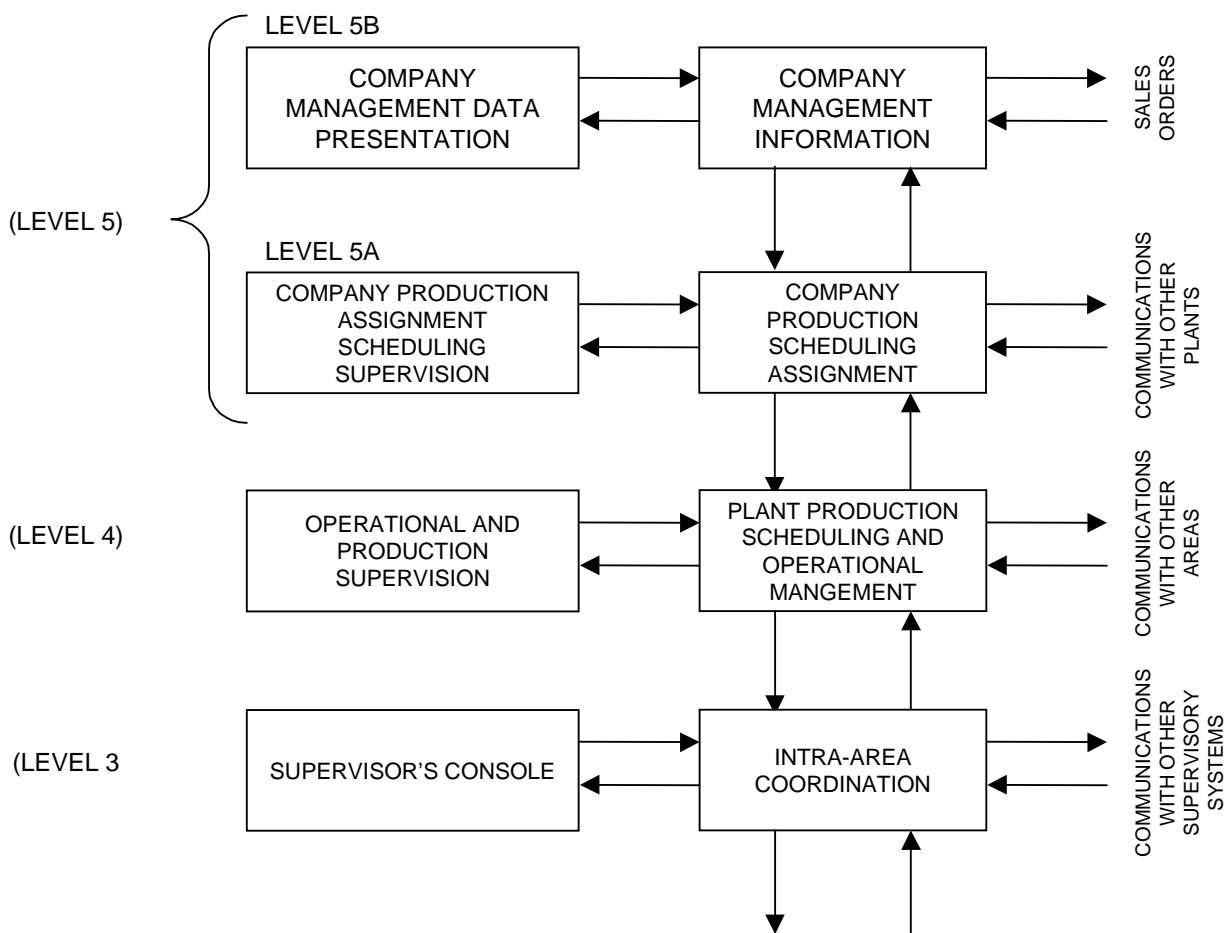 LEVEL 5B
COMPANY
MANAGEMENT DATA
PRESENTATION
COMPANY
MANAGEMENT
INFORMATION
SALES
ORDERS
(LEVEL 5)
LEVEL 5A
COMPANY PRODUCTION
ASSIGNMENT
SCHEDULING
SUPERVISION
COMPANY
PRODUCTION
SCHEDULING
ASSIGNMENT
COMMUNICATIONS
WITH OTHER
PLANTS
(LEVEL 4)
OPERATIONAL AND
PRODUCTION
SUPERVISION
PLANT PRODUCTION
SCHEDULING AND
OPERATIONAL
MANGEMENT
COMMUNICATIONS
WITH OTHER
AREAS
(LEVEL 3
SUPERVISOR’S CONSOLE
INTRA-AREA
COORDINATION
COMMUNICATIONS
WITH OTHER
SUPERVISORY
SYSTEMS